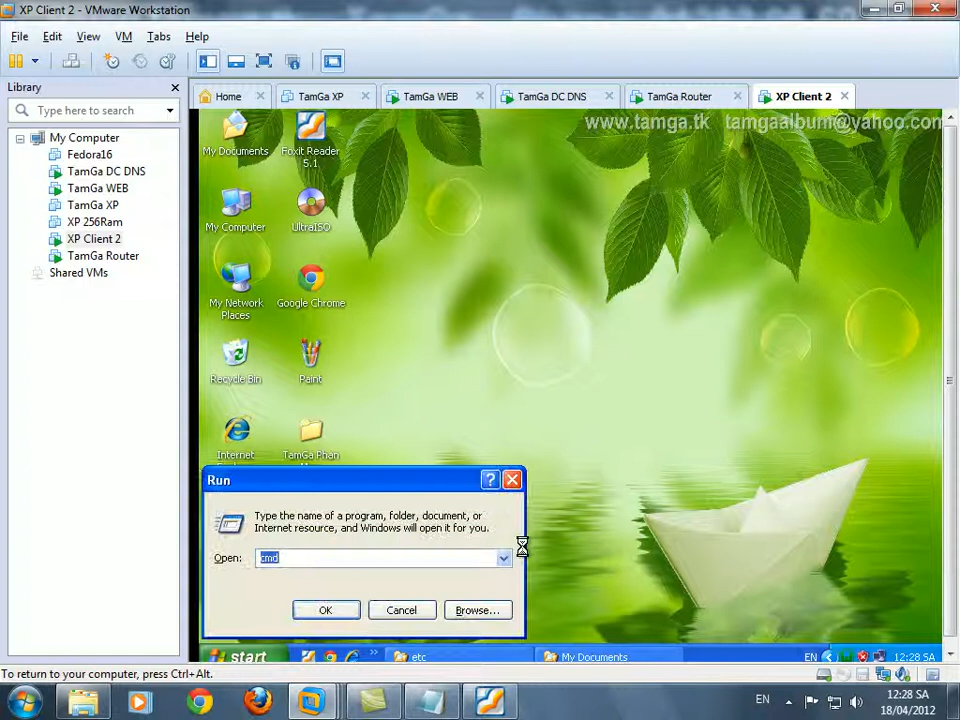 XP Client 2 - VMware Workstation
File Edit View VM Tabs Help
Library
Type here to search
Home
TamGa XP
TamGa WEB
TamGa DC DNS
TamGa Router
XP Client 2
My Computer
Fedora16
TamGa DC DNS
TamGa WEB
TamGa XP
XP 256Ram
XP Client 2
TamGa Router
Shared VMs
www.tamga.tk tamgaalbum@yahoo.com
My Documents
Foxit Reader
5.1
My Computer
UltraISO
My Network
Places
Google Chrome
Recycle Bin
Paint
Internet
TamGa Phan
Run
Type the name of a program, folder, document, or
Internet resource, and Windows will open it for you.
Open: cmd
OK Cancel Browse...
start
etc
My Documents
EN
12:28 SA
To return to your computer, press Ctrl+Alt.
EN
12:28 SA
18/04/2012